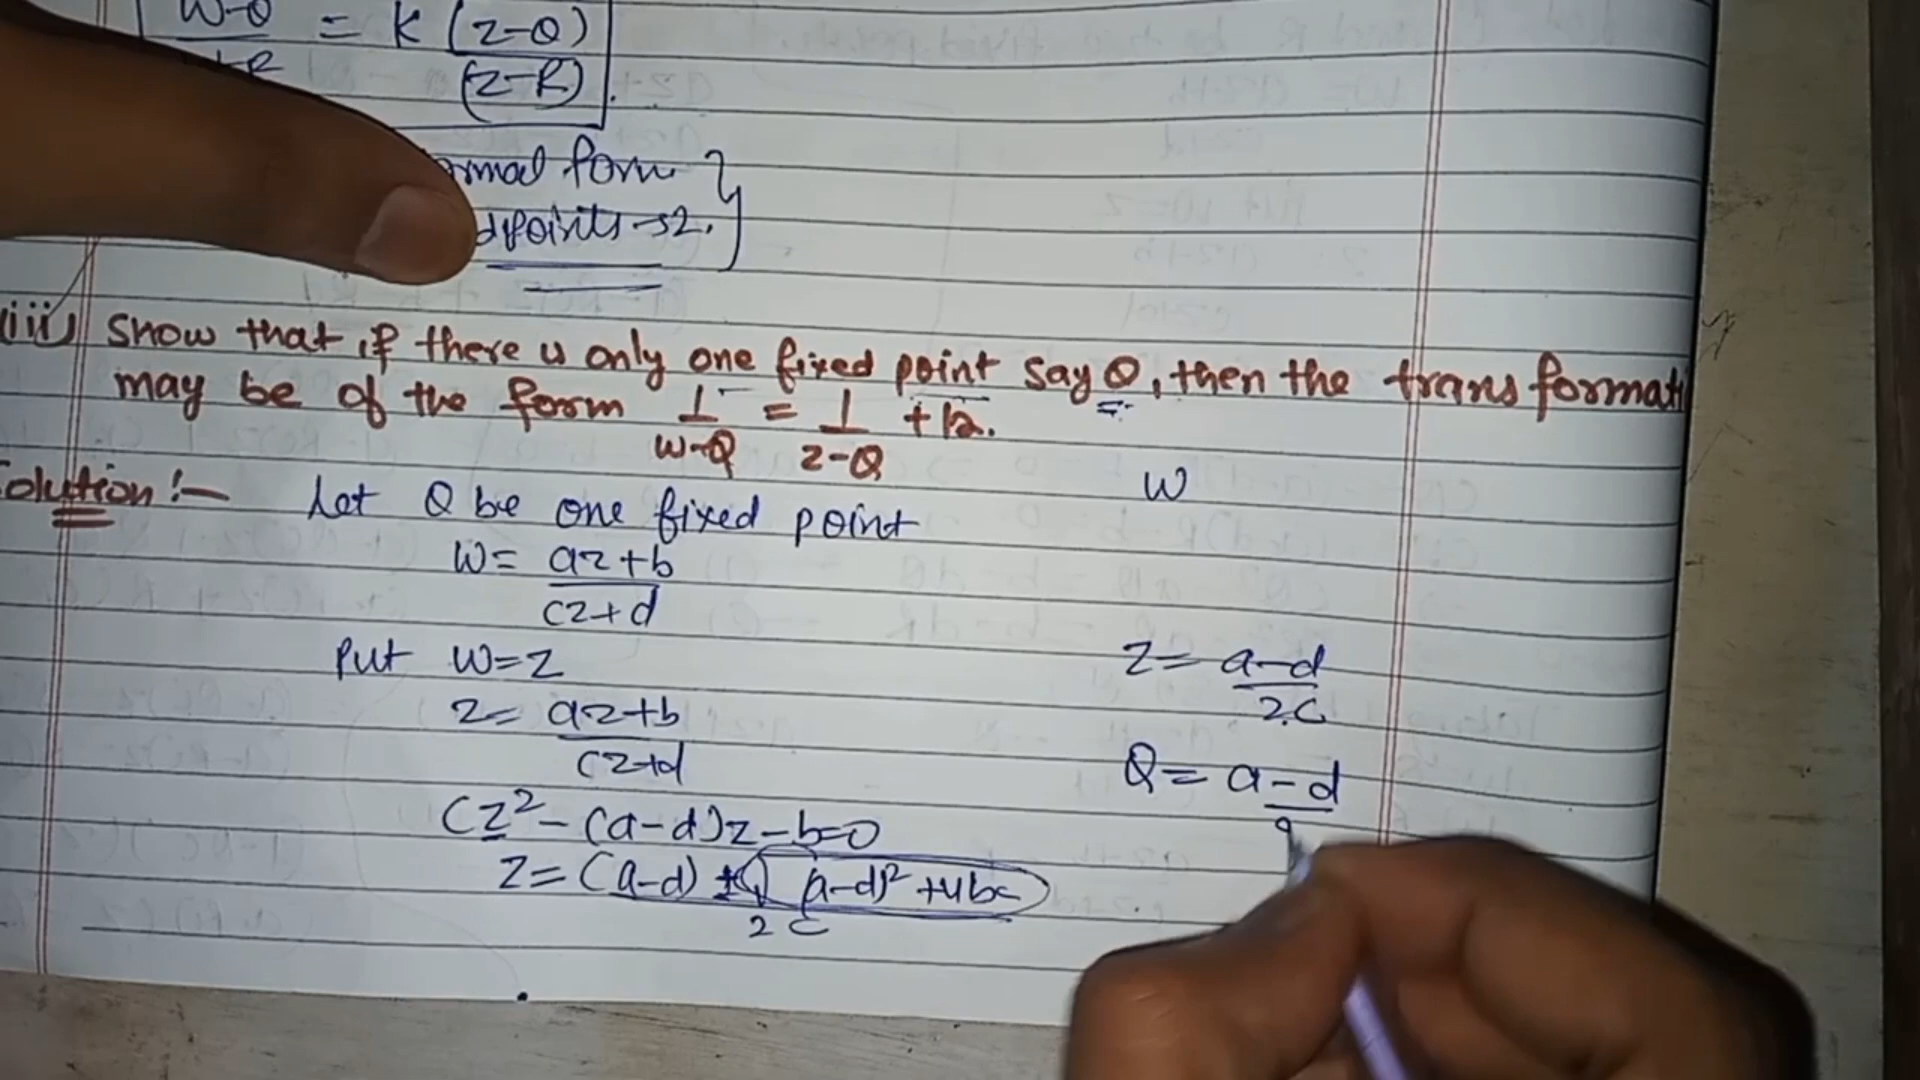 W-Q = K (z-Q)
(z-R).
rmal form
dpoints→2.
(iii) Show that if there is only one fixed point say Q, then the transformati
may be of the form 1/W-Q = 1/z-Q + k.
olution :- Let Q be one fixed point
W
W = az+b
cz+d
Put W=z
z = a-d
2c
z = az+b
cz+d
Q = a-d
cz²-(a-d)z-b=0
z = (a-d) ± √(a-d)²+4bc
2c